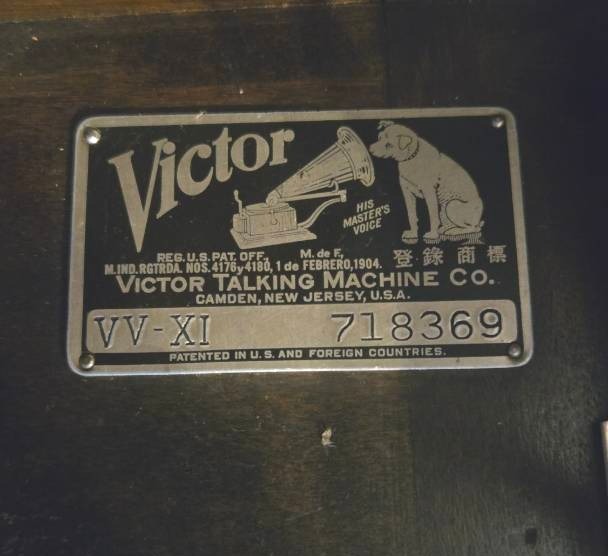 Victor
HIS
MASTER'S
VOICE
REG. U.S. PAT. OFF. M. de F.
M. IND. RGTRDA. NOS. 4176 y 4180, 1 de FEBRERO, 1904.
登錄商標
VICTOR TALKING MACHINE CO.
CAMDEN, NEW JERSEY, U.S.A.
VV-XI 718369
PATENTED IN U.S. AND FOREIGN COUNTRIES.